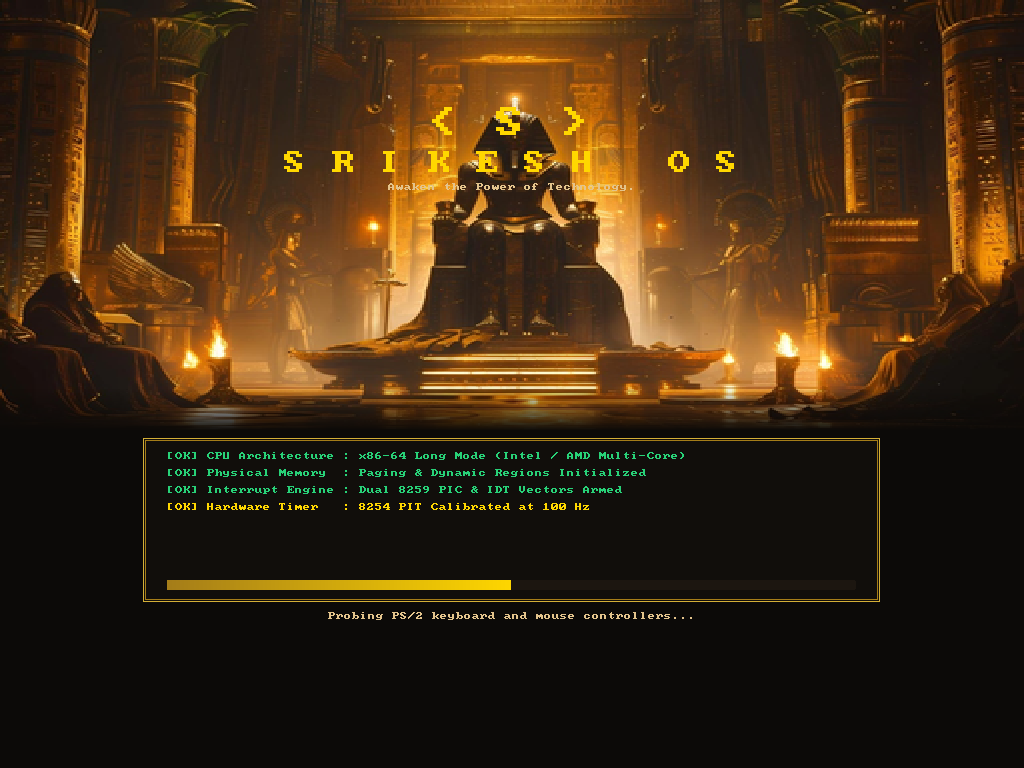 < S >
SRIKESH OS
Awaken the Power of Technology.
[OK] CPU Architecture : x86-64 Long Mode (Intel / AMD Multi-Core)
[OK] Physical Memory  : Paging & Dynamic Regions Initialized
[OK] Interrupt Engine : Dual 8259 PIC & IDT Vectors Armed
[OK] Hardware Timer   : 8254 PIT Calibrated at 100 Hz
Probing PS/2 keyboard and mouse controllers...